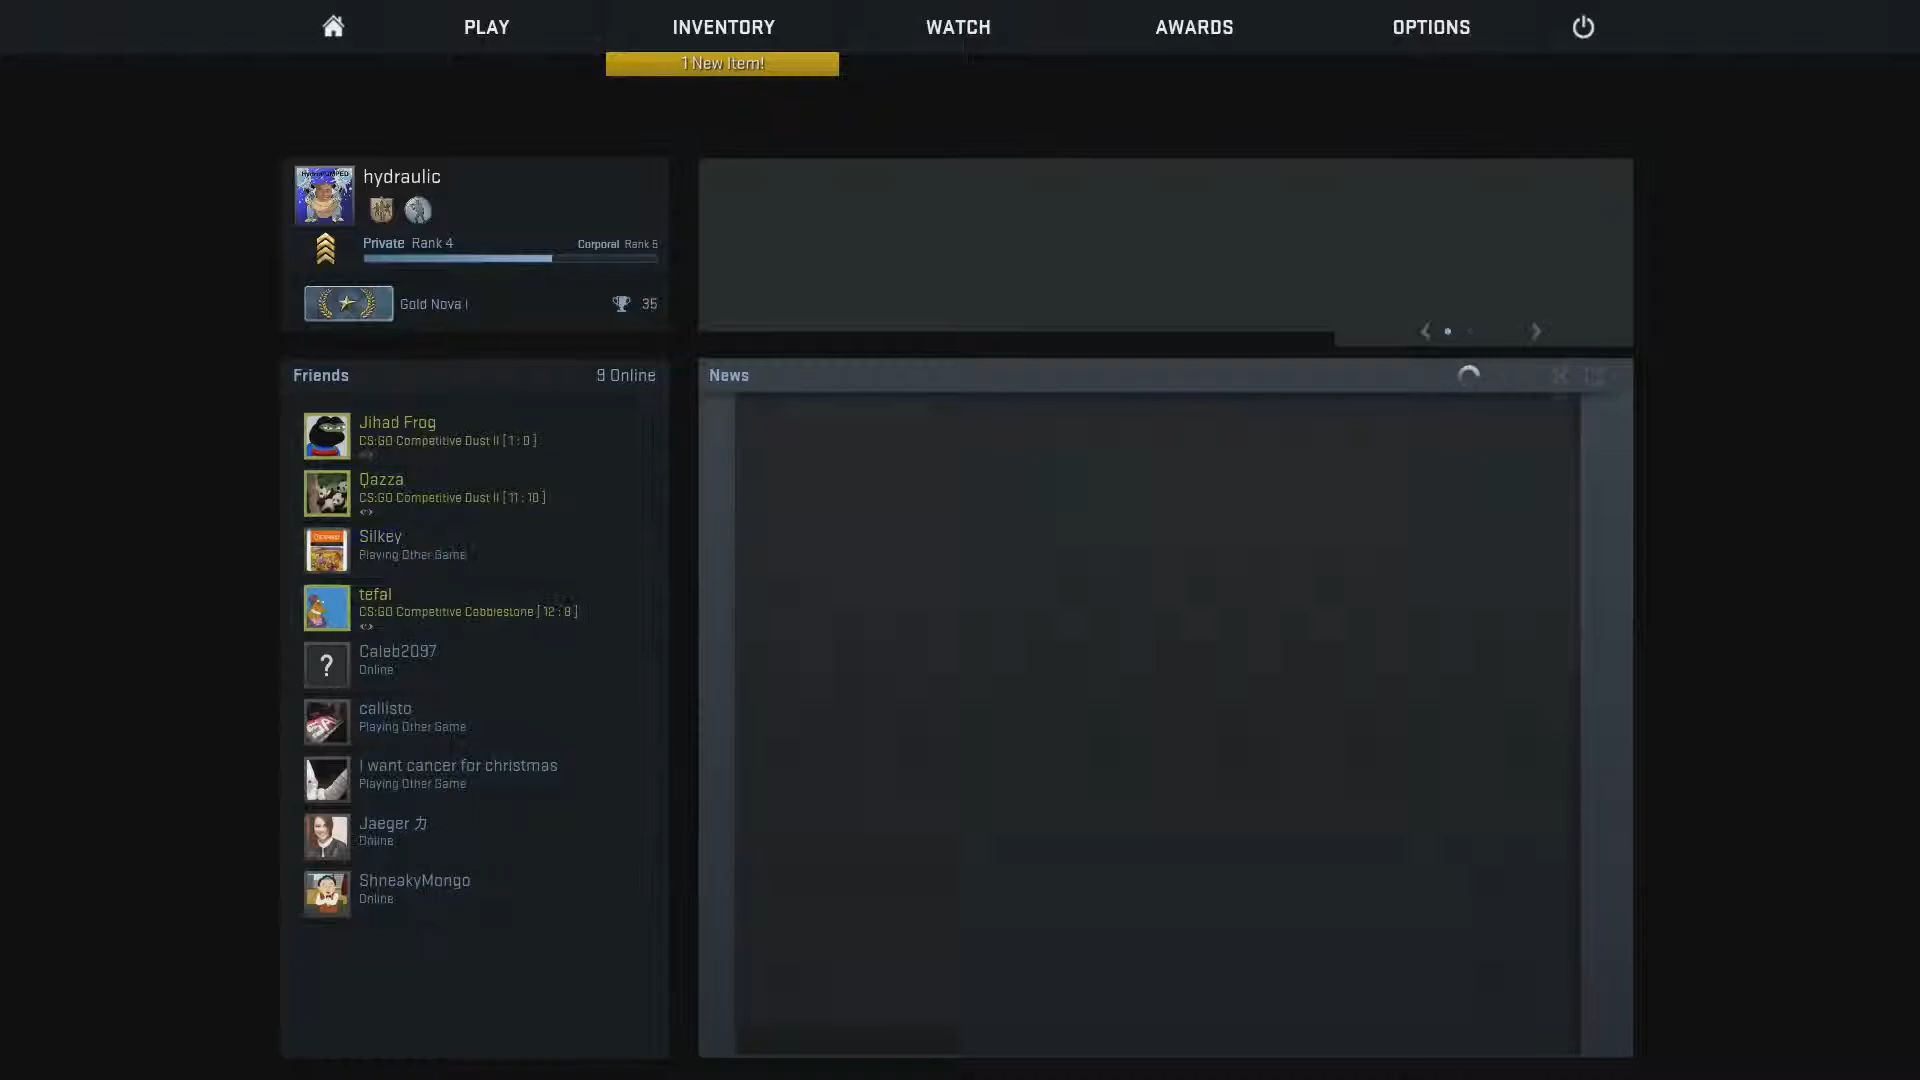 PLAY
INVENTORY
WATCH
AWARDS
OPTIONS
1 New Item!
hydraulic
Private Rank 4
Corporal Rank 5
Gold Nova I
35
Friends
9 Online
News
Jihad Frog
CS:GO Competitive Dust II [ 1 : 0 ]
Qazza
CS:GO Competitive Dust II [ 11 : 10 ]
Silkey
Playing Other Game
tefal
CS:GO Competitive Cobblestone [ 12 : 8 ]
?
Caleb2097
Online
callisto
Playing Other Game
I want cancer for christmas
Playing Other Game
Jaeger 力
Online
ShneakyMongo
Online